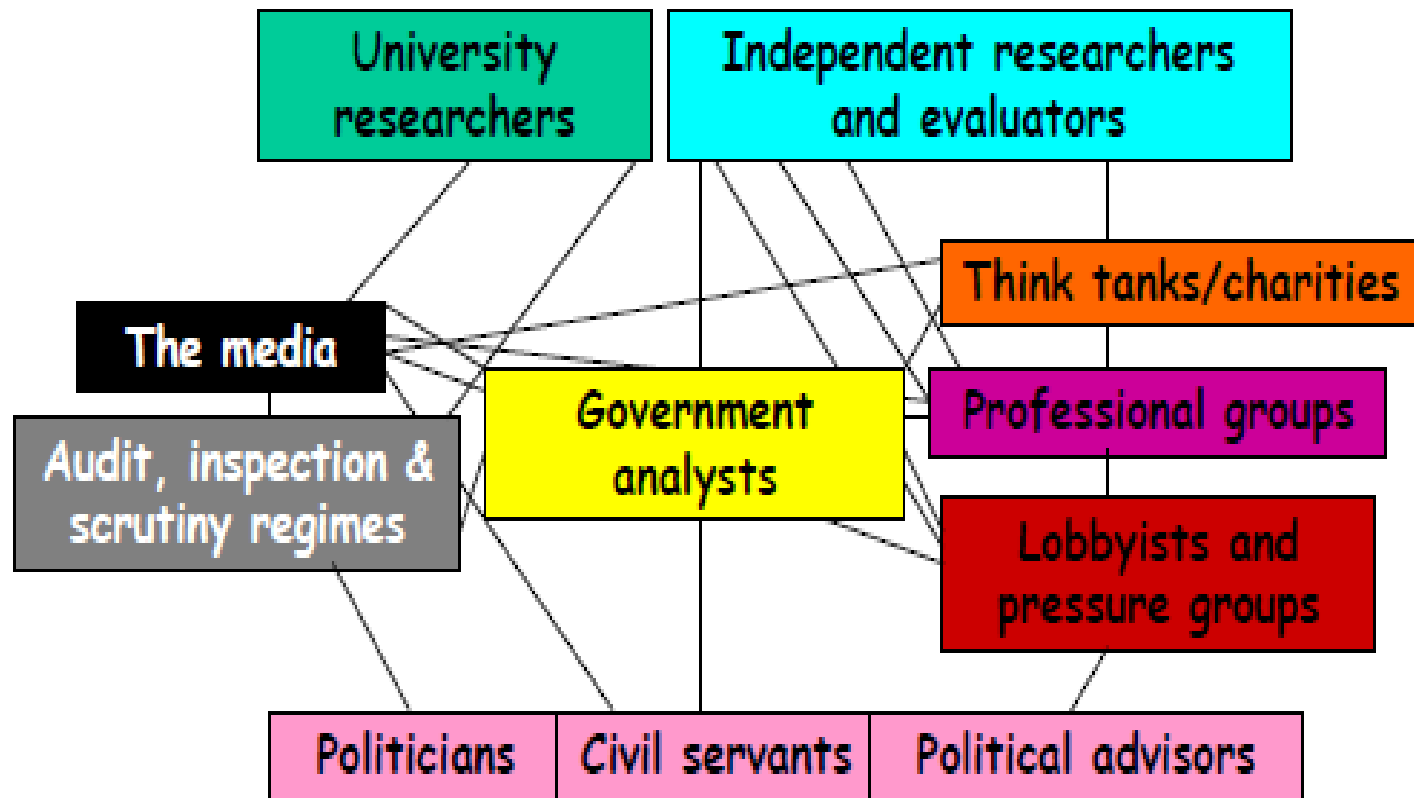 University
researchers
Independent researchers
and evaluators
Think tanks/charities
The media
Professional groups
Government
analysts
Audit, inspection &
scrutiny regimes
Lobbyists and
pressure groups
Politicians
Civil servants
Political advisors